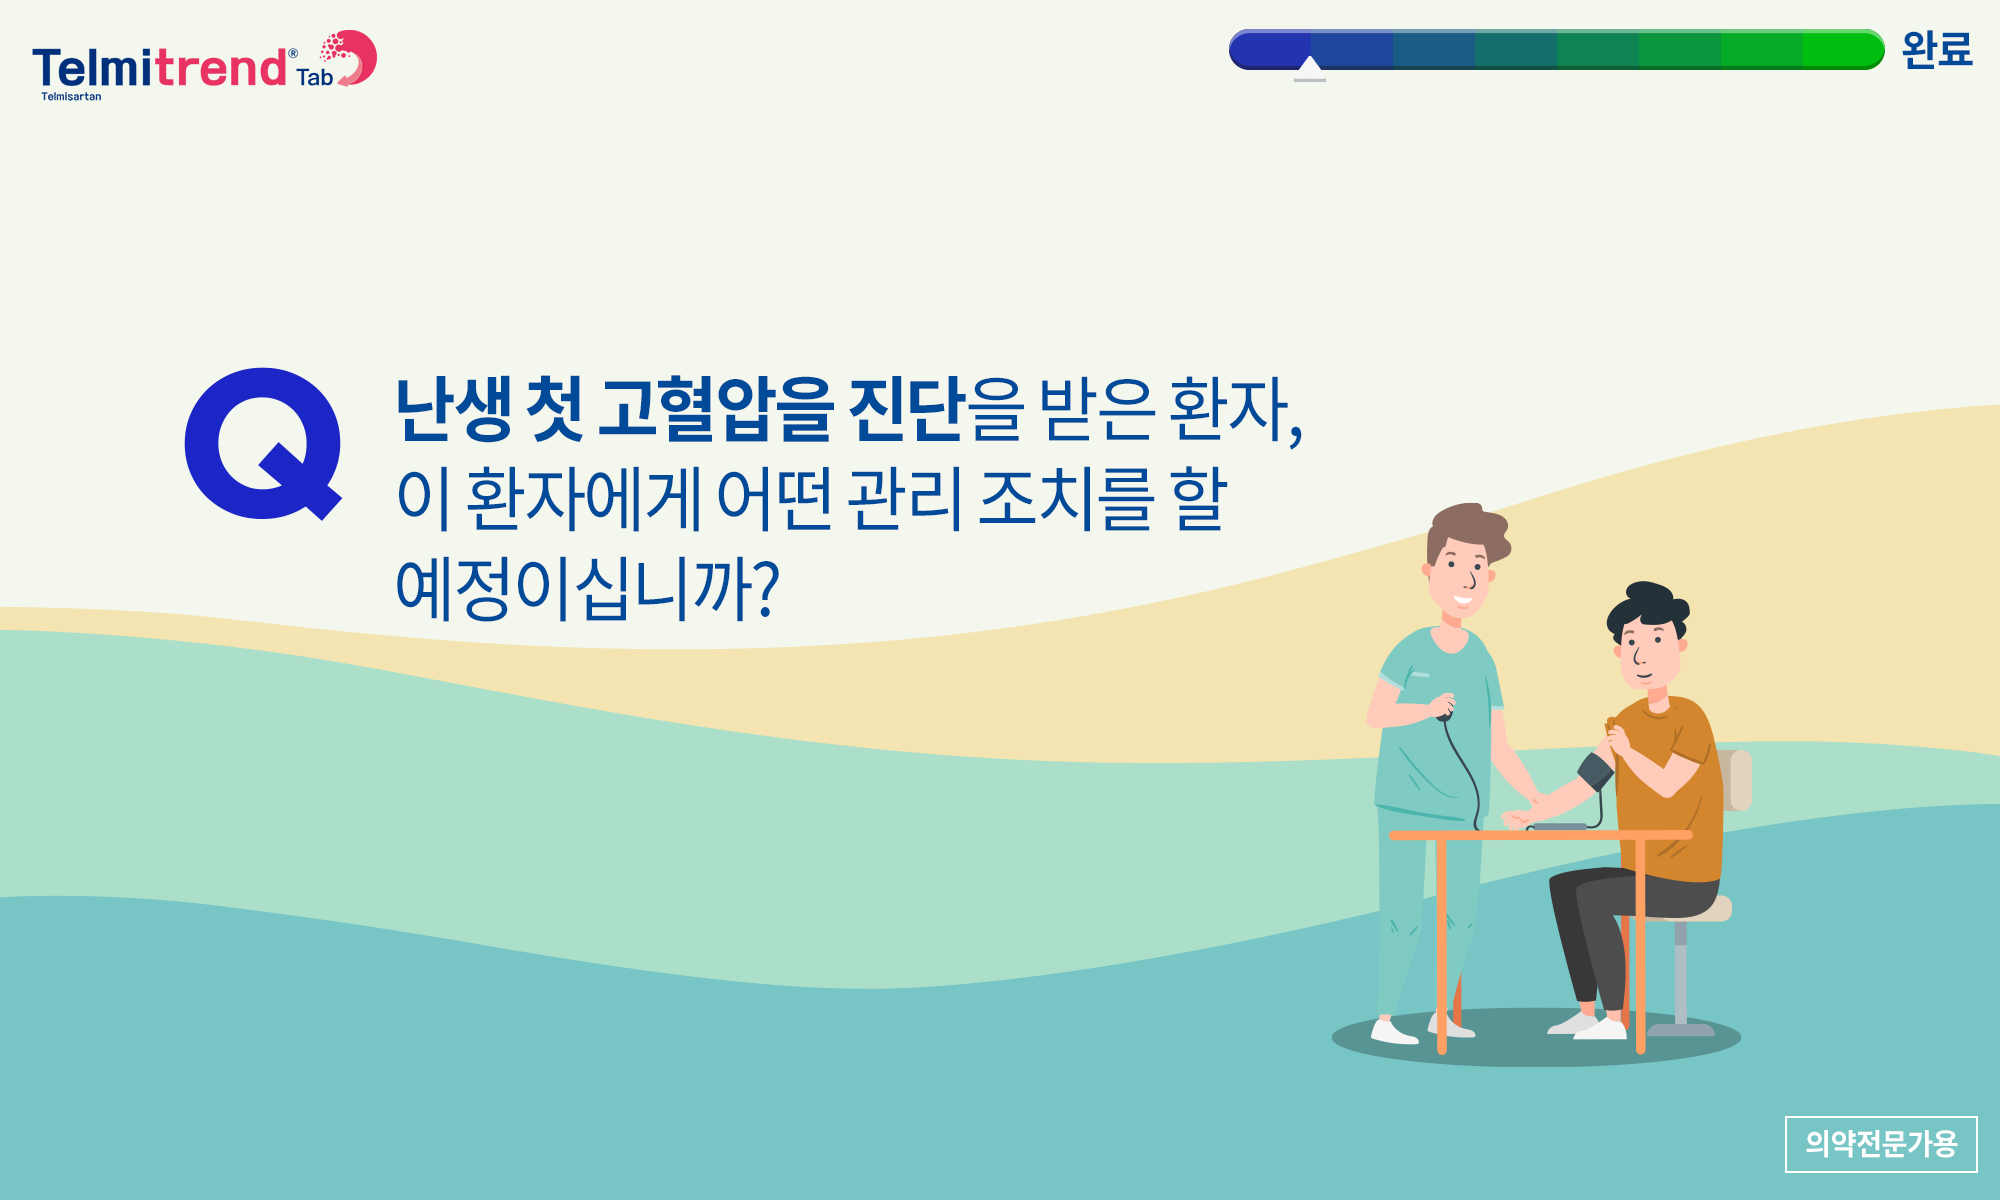 Telmitrend® Tab
Telmisartan
완료
Q
난생 첫 고혈압을 진단을 받은 환자,
이 환자에게 어떤 관리 조치를 할
예정이십니까?
의약전문가용